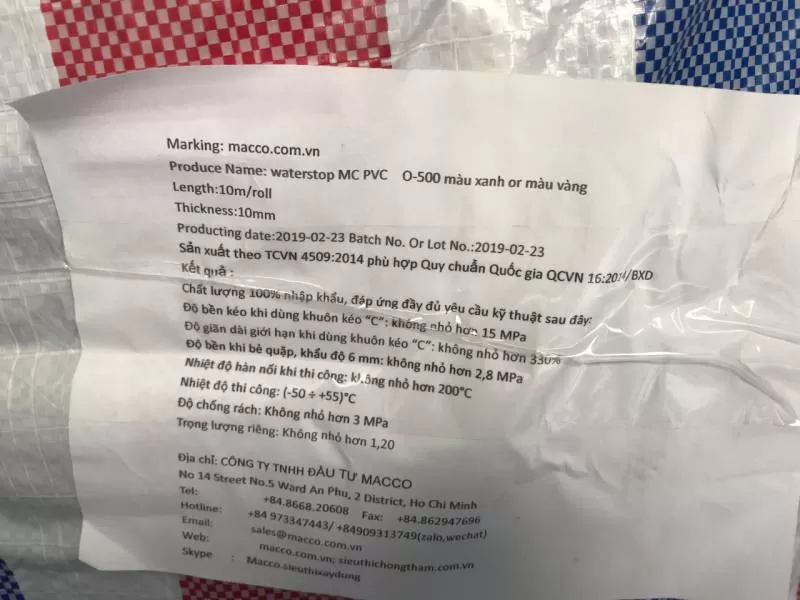 Marking: macco.com.vn
Produce Name: waterstop MC PVC O-500 màu xanh or màu vàng
Length:10m/roll
Thickness:10mm
Producting date:2019-02-23 Batch No. Or Lot No.:2019-02-23
Sản xuất theo TCVN 4509:2014 phù hợp Quy chuẩn Quốc gia QCVN 16:2014/BXD
Kết quả :
Chất lượng 100% nhập khẩu, đáp ứng đầy đủ yêu cầu kỹ thuật sau đây:
Độ bền kéo khi dùng khuôn kéo “C”: không nhỏ hơn 15 MPa
Độ giãn dài giới hạn khi dùng khuôn kéo “C”: không nhỏ hơn 330%
Độ bền khi bẻ quặp, khẩu độ 6 mm: không nhỏ hơn 2,8 MPa
Nhiệt độ hàn nối khi thi công: không nhỏ hơn 200°C
Nhiệt độ thi công: (-50 ÷ +55)°C
Độ chống rách: Không nhỏ hơn 3 MPa
Trọng lượng riêng: Không nhỏ hơn 1,20
Địa chỉ: CÔNG TY TNHH ĐẦU TƯ MACCO
No 14 Street No.5 Ward An Phu, 2 District, Ho Chi Minh
Tel: +84.8668.20608 Fax: +84.862947696
Hotline: +84 973347443/ +84909313749(zalo,wechat)
Email: sales@macco.com.vn
Web: macco.com.vn; sieuthichongtham.com.vn
Skype : Macco.sieuthixaydung